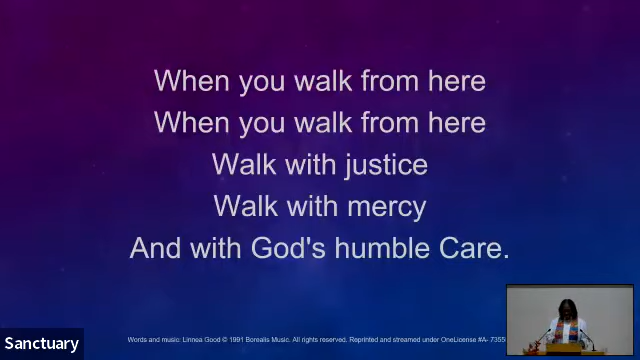 When you walk from here
When you walk from here
Walk with justice
Walk with mercy
And with God's humble Care.
Words and music: Linnea Good © 1991 Borealis Music. All rights reserved. Reprinted and streamed under OneLicense #A- 7355
Sanctuary